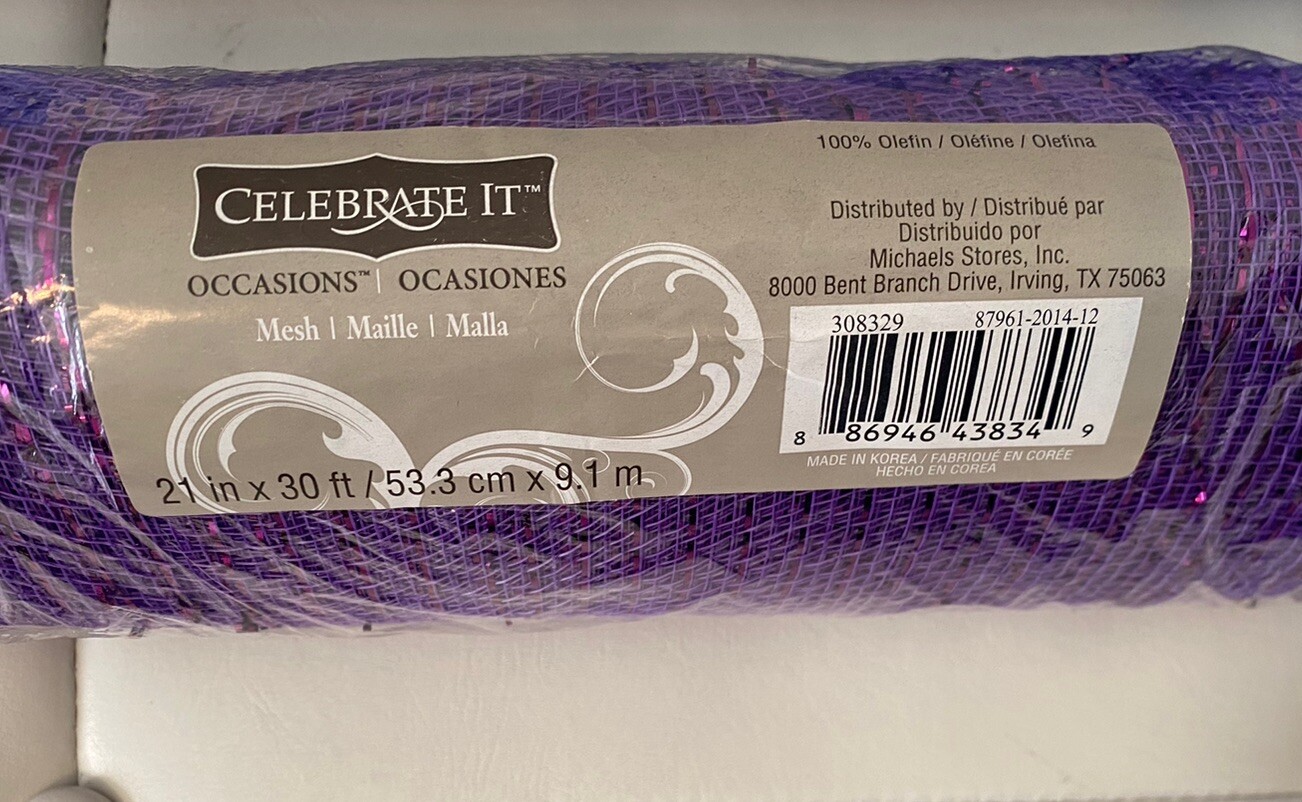 CELEBRATE IT™
OCCASIONS™ | OCASIONES
Mesh | Maille | Malla
21 in x 30 ft / 53.3 cm x 9.1 m
100% Olefin / Oléfine / Olefina
Distributed by / Distribué par
Distribuido por
Michaels Stores, Inc.
8000 Bent Branch Drive, Irving, TX 75063
308329 87961-2014-12
8 86946 43834 9
MADE IN KOREA / FABRIQUÉ EN CORÉE
HECHO EN COREA